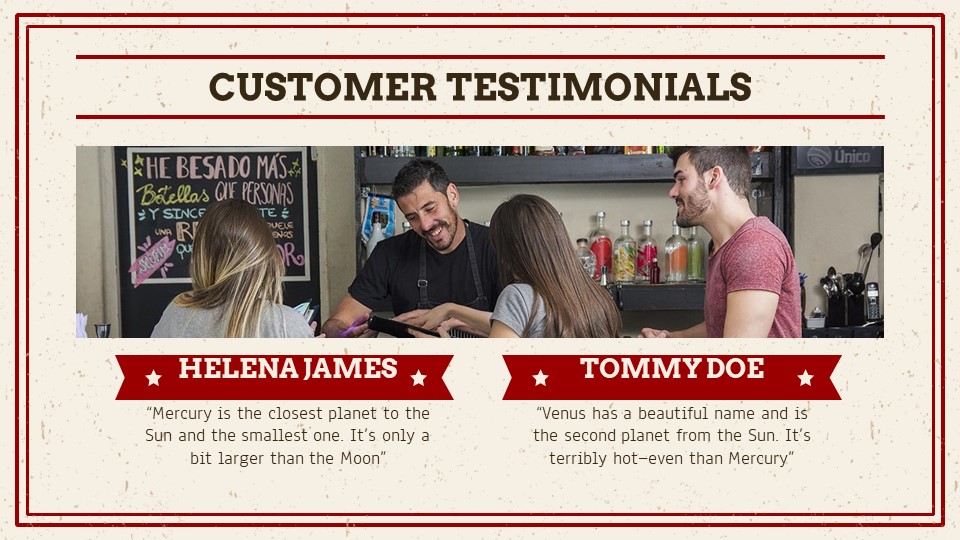 CUSTOMER TESTIMONIALS
HE BESADO MÁS
Botellas QUE PERSONAS
Y SINCE TE
UNA
Único
HELENA JAMES
TOMMY DOE
“Mercury is the closest planet to the
Sun and the smallest one. It’s only a
bit larger than the Moon”
“Venus has a beautiful name and is
the second planet from the Sun. It’s
terribly hot—even than Mercury”